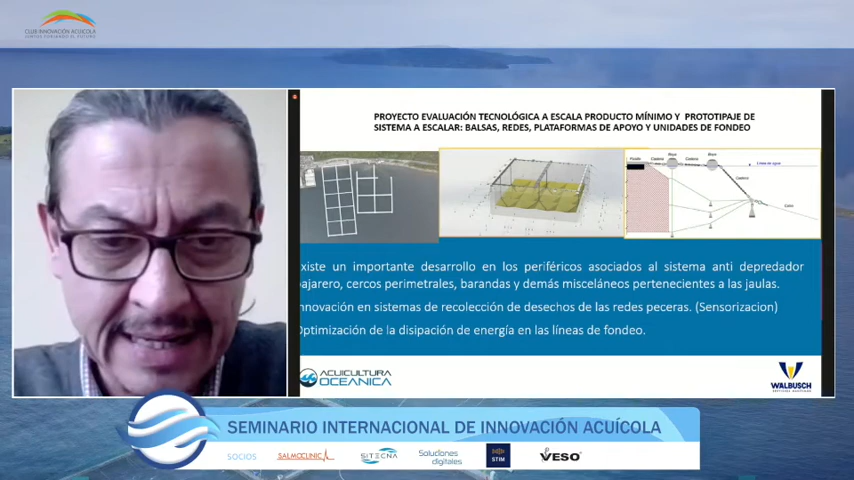 CLUB INNOVACIÓN ACUÍCOLA
PROYECTO EVALUACIÓN TECNOLÓGICA A ESCALA PRODUCTO MÍNIMO Y PROTOTIPAJE DE
SISTEMA A ESCALAR: BALSAS, REDES, PLATAFORMAS DE APOYO Y UNIDADES DE FONDEO
xiste un importante desarrollo en los periféricos asociados al sistema anti depredador
ajarero, cercos perimetrales, barandas y demás misceláneos pertenecientes a las jaulas.
nnovación en sistemas de recolección de desechos de las redes peceras. (Sensorizacion)
Optimización de la disipación de energía en las líneas de fondeo.
ACUICULTURA
OCEANICA
WALBUSCH
SEMINARIO INTERNACIONAL DE INNOVACIÓN ACUÍCOLA
SOCIOS
SALMOCLINIC
SITECNA
Soluciones
digitales
STIM
VESO